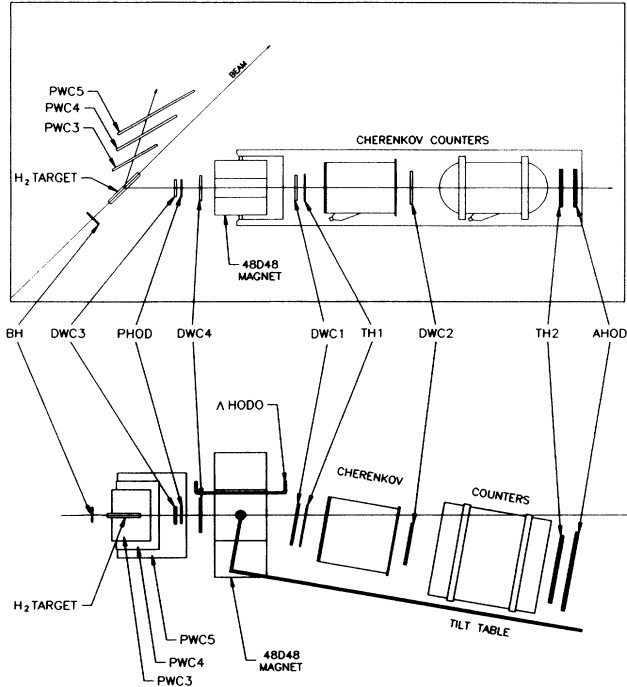 BEAM
PWC5
PWC4
PWC3
H₂ TARGET
CHERENKOV COUNTERS
48D48
MAGNET
BH
DWC3
PHOD
DWC4
DWC1
TH1
DWC2
TH2
AHOD
Λ HODO
CHERENKOV
COUNTERS
H₂ TARGET
PWC5
PWC4
PWC3
48D48
MAGNET
TILT TABLE